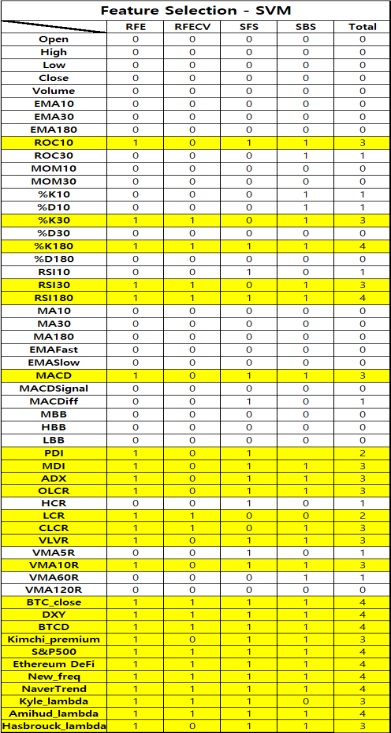 Feature Selection - SVM
RFE RFECV SFS SBS Total
Open 0 0 0 0 0
High 0 0 0 0 0
Low 0 0 0 0 0
Close 0 0 0 0 0
Volume 0 0 0 0 0
EMA10 0 0 0 0 0
EMA30 0 0 0 0 0
EMA180 0 0 0 0 0
ROC10 1 0 1 1 3
ROC30 0 0 0 1 1
MOM10 0 0 0 0 0
MOM30 0 0 0 0 0
%K10 0 0 0 1 1
%D10 0 0 0 1 1
%K30 1 1 0 1 3
%D30 0 0 0 0 0
%K180 1 1 1 1 4
%D180 0 0 0 0 0
RSI10 0 0 1 0 1
RSI30 1 1 0 1 3
RSI180 1 1 1 1 4
MA10 0 0 0 0 0
MA30 0 0 0 0 0
MA180 0 0 0 0 0
EMAFast 0 0 0 0 0
EMASlow 0 0 0 0 0
MACD 1 0 1 1 3
MACDSignal 0 0 0 0 0
MACDiff 0 0 1 0 1
MBB 0 0 0 0 0
HBB 0 0 0 0 0
LBB 0 0 0 0 0
PDI 1 0 1 2
MDI 1 0 1 1 3
ADX 1 0 1 1 3
OLCR 1 0 1 1 3
HCR 0 0 1 0 1
LCR 1 1 0 0 2
CLCR 1 1 0 1 3
VLVR 1 0 1 1 3
VMA5R 0 0 1 0 1
VMA10R 1 0 1 1 3
VMA60R 0 0 0 1 1
VMA120R 0 0 0 0 0
BTC_close 1 1 1 1 4
DXY 1 1 1 1 4
BTCD 1 1 1 1 4
Kimchi_premium 1 0 1 1 3
S&P500 1 1 1 1 4
Ethereum DeFi 1 1 1 1 4
New_freq 1 1 1 1 4
NaverTrend 1 1 1 1 4
Kyle_lambda 1 1 1 0 3
Amihud_lambda 1 1 1 1 4
Hasbrouck_lambda 1 0 1 1 3